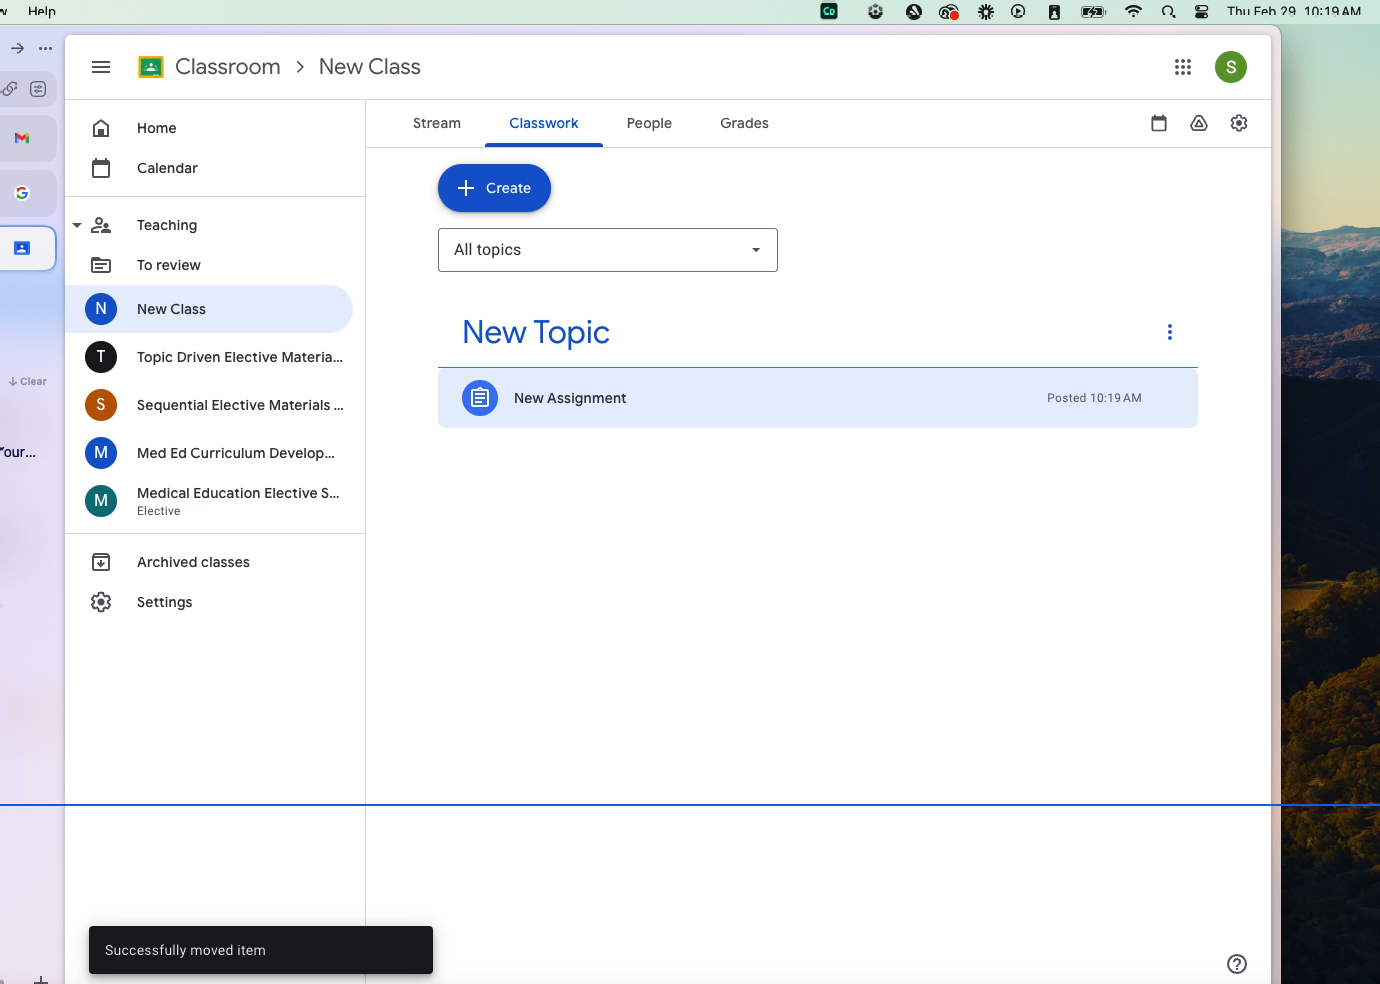 Help
Thu Feb 29 10:19 AM
Clear
Classroom > New Class
S
Home
Calendar
Teaching
To review
N New Class
T Topic Driven Elective Materia...
S Sequential Elective Materials ...
M Med Ed Curriculum Develop...
M Medical Education Elective S...
Elective
Archived classes
Settings
Stream Classwork People Grades
Create
All topics
New Topic
New Assignment Posted 10:19 AM
Successfully moved item